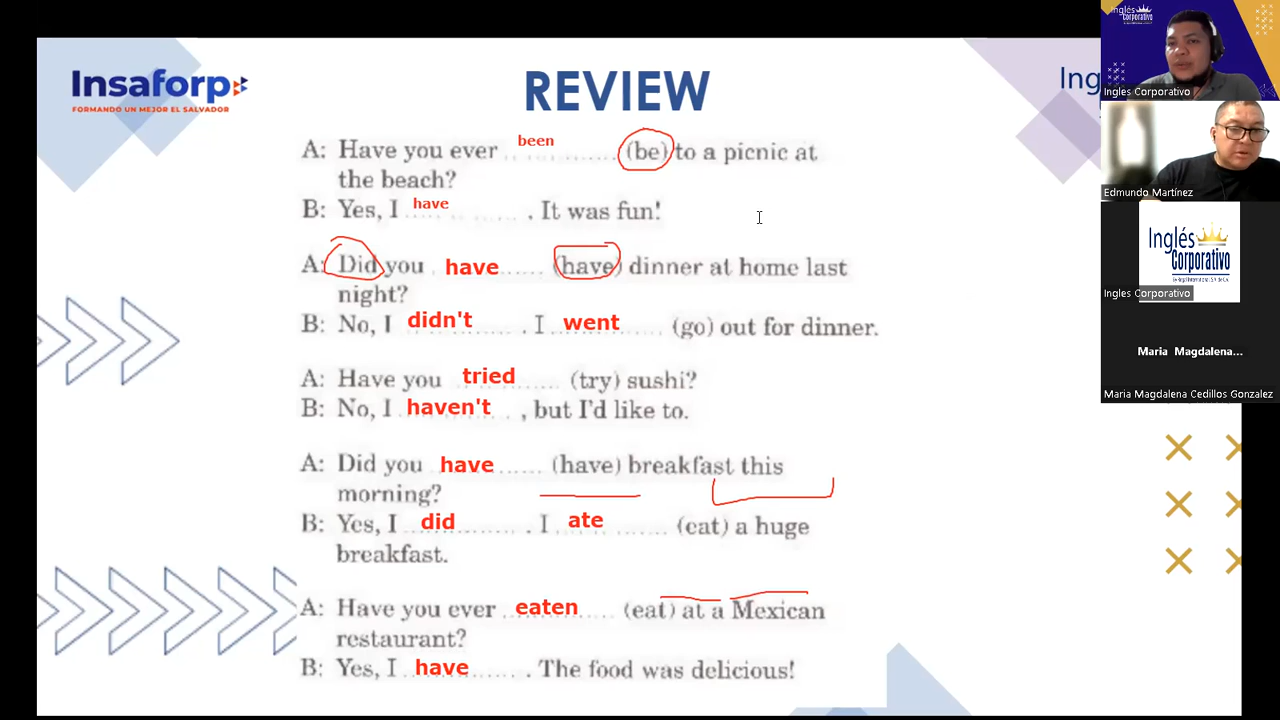 Insaforp
FORMANDO UN MEJOR EL SALVADOR
REVIEW
Ing
A: Have you ever been (be) to a picnic at
the beach?
B: Yes, I have . It was fun!
A: Did you have (have) dinner at home last
night?
B: No, I didn't . I went (go) out for dinner.
A: Have you tried (try) sushi?
B: No, I haven't , but I'd like to.
A: Did you have (have) breakfast this
morning?
B: Yes, I did . I ate (eat) a huge
breakfast.
A: Have you ever eaten (eat) at a Mexican
restaurant?
B: Yes, I have . The food was delicious!
Inglés
Corporativo
Ingles Corporativo
Edmundo Martínez
Inglés
Corporativo
Ingles Corporativo
Maria Magdalena...
Maria Magdalena Cedillos Gonzalez